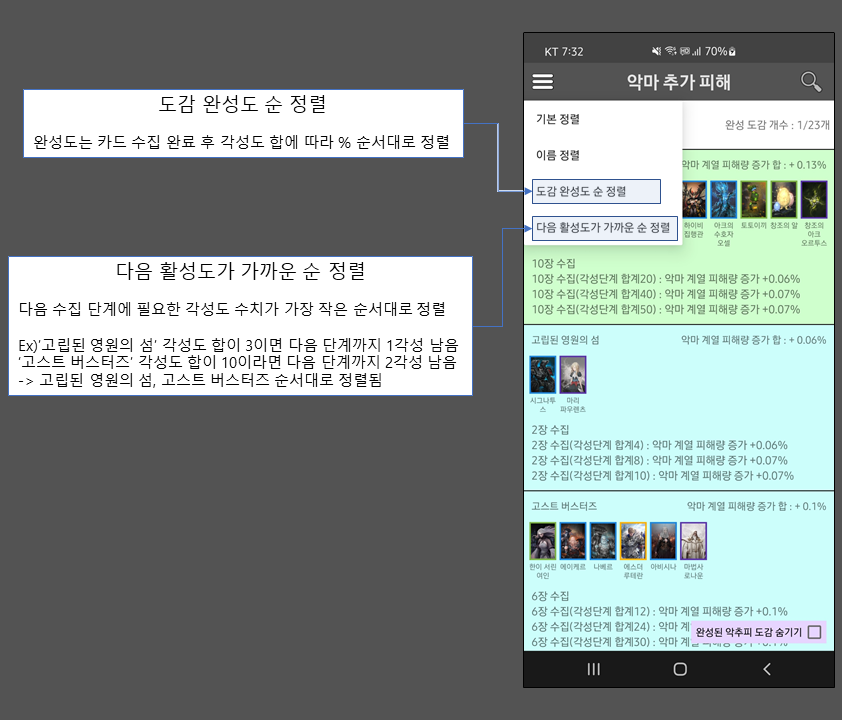 도감 완성도 순 정렬
완성도는 카드 수집 완료 후 각성도 합에 따라 % 순서대로 정렬
다음 활성도가 가까운 순 정렬
다음 수집 단계에 필요한 각성도 수치가 가장 작은 순서대로 정렬
Ex)'고립된 영원의 섬' 각성도 합이 3이면 다음 단계까지 1각성 남음
'고스트 버스터즈' 각성도 합이 10이라면 다음 단계까지 2각성 남음
-> 고립된 영원의 섬, 고스트 버스터즈 순서대로 정렬됨
KT 7:32
70%
악마 추가 피해
기본 정렬
이름 정렬
도감 완성도 순 정렬
다음 활성도가 가까운 순 정렬
완성 도감 개수 : 1/23개
악마 계열 피해량 증가 합 : + 0.13%
하이비 집행관
아크의 수호자 오셀
토토이끼
창조의 알
창조의 아크 오르투스
10장 수집
10장 수집(각성단계 합계20) : 악마 계열 피해량 증가 +0.06%
10장 수집(각성단계 합계40) : 악마 계열 피해량 증가 +0.07%
10장 수집(각성단계 합계50) : 악마 계열 피해량 증가 +0.07%
고립된 영원의 섬
악마 계열 피해량 증가 합 : + 0.06%
시그나투스
마리 파우렌츠
2장 수집
2장 수집(각성단계 합계4) : 악마 계열 피해량 증가 +0.06%
2장 수집(각성단계 합계8) : 악마 계열 피해량 증가 +0.07%
2장 수집(각성단계 합계10) : 악마 계열 피해량 증가 +0.07%
고스트 버스터즈
악마 계열 피해량 증가 합 : + 0.1%
한이 서린 여인
에이케르
나베르
에스더 루테란
아비시나
마법사 로나운
6장 수집
6장 수집(각성단계 합계12) : 악마 계열 피해량 증가 +0.1%
6장 수집(각성단계 합계24) : 악마
6장 수집(각성단계 합계30) : 악마
완성된 악추피 도감 숨기기